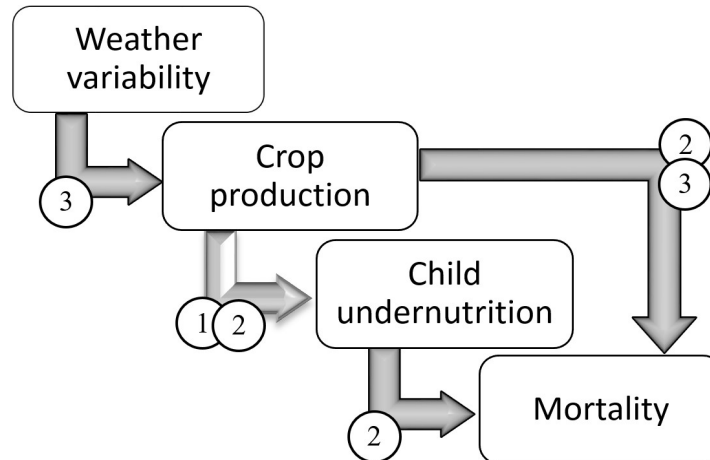 Weather
variability
Crop
production
2
3
3
Child
undernutrition
1
2
Mortality
2